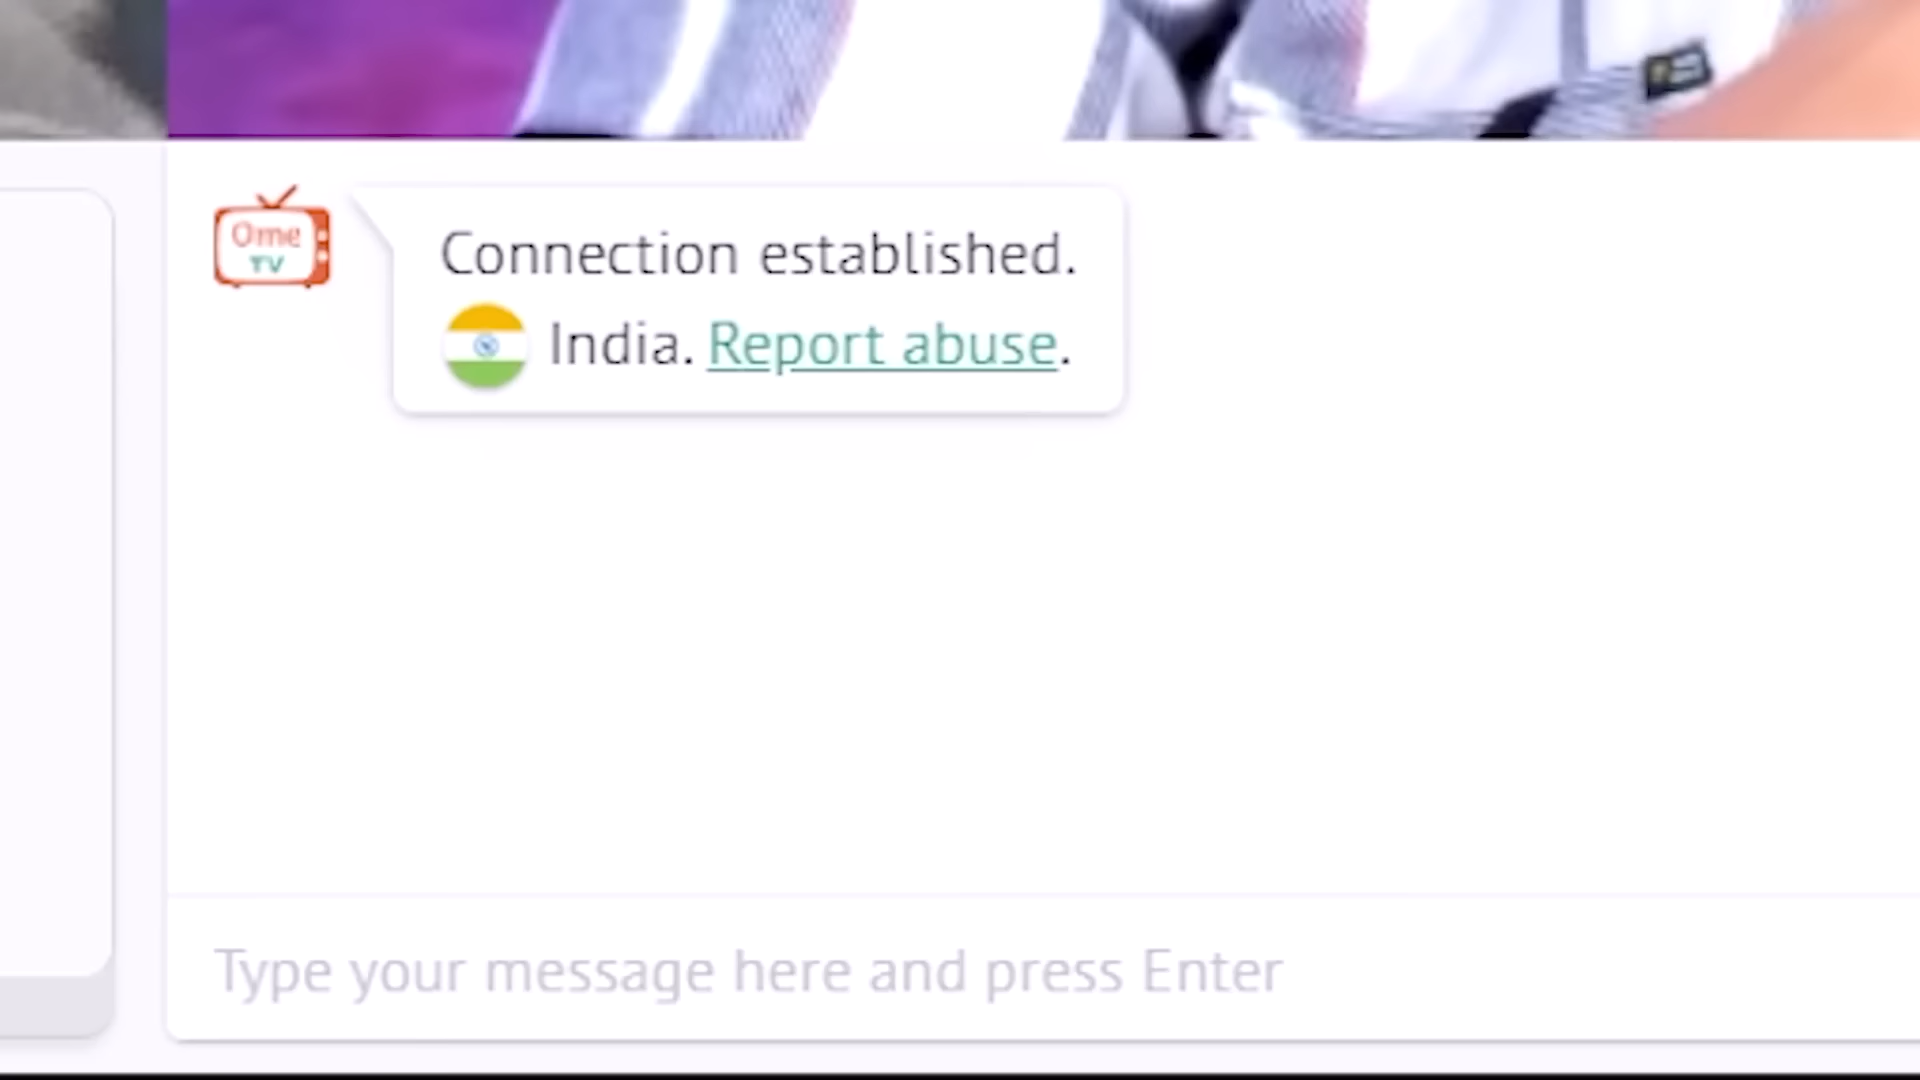 Ome
TV
Connection established.
India. Report abuse.
Type your message here and press Enter